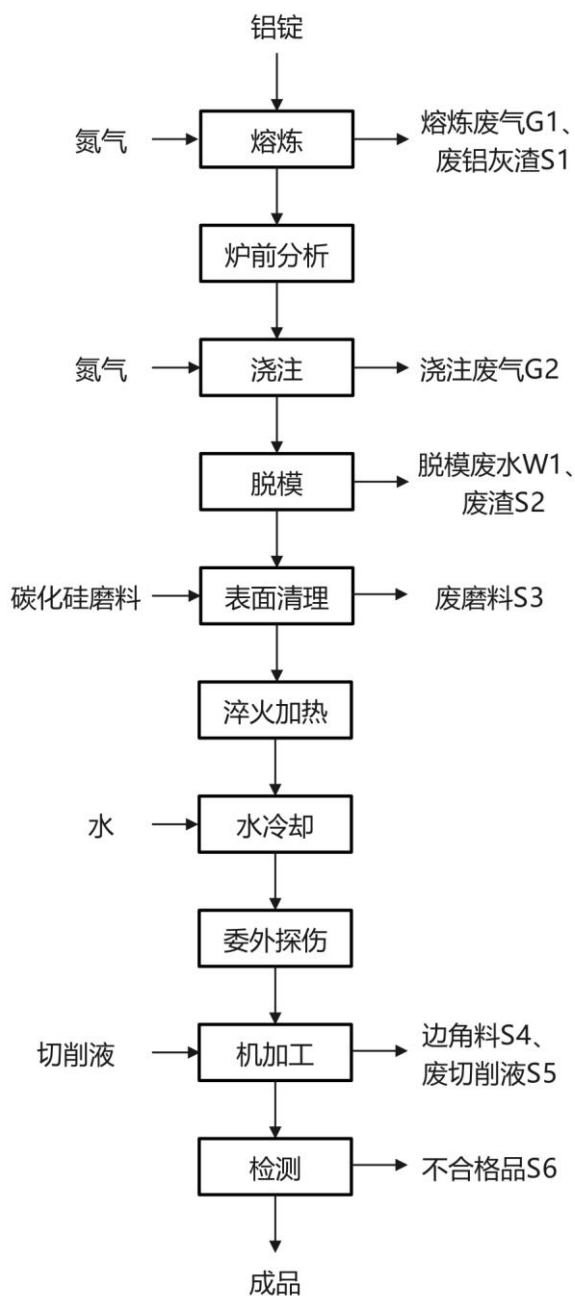 铝锭
氮气
熔炼
熔炼废气G1、
废铝灰渣S1
炉前分析
氮气
浇注
浇注废气G2
脱模
脱模废水W1、
废渣S2
碳化硅磨料
表面清理
废磨料S3
淬火加热
水
水冷却
委外探伤
切削液
机加工
边角料S4、
废切削液S5
检测
不合格品S6
成品